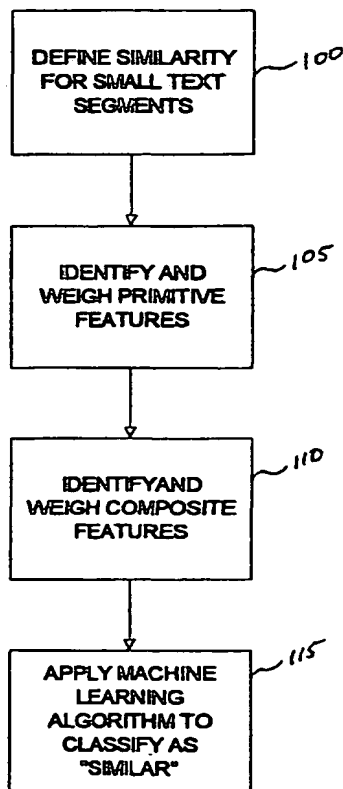 DEFINE SIMILARITY
FOR SMALL TEXT
SEGMENTS
100
IDENTIFY AND
WEIGH PRIMITIVE
FEATURES
105
IDENTIFYAND
WEIGH COMPOSITE
FEATURES
110
APPLY MACHINE
LEARNING
ALGORITHM TO
CLASSIFY AS
"SIMILAR"
115